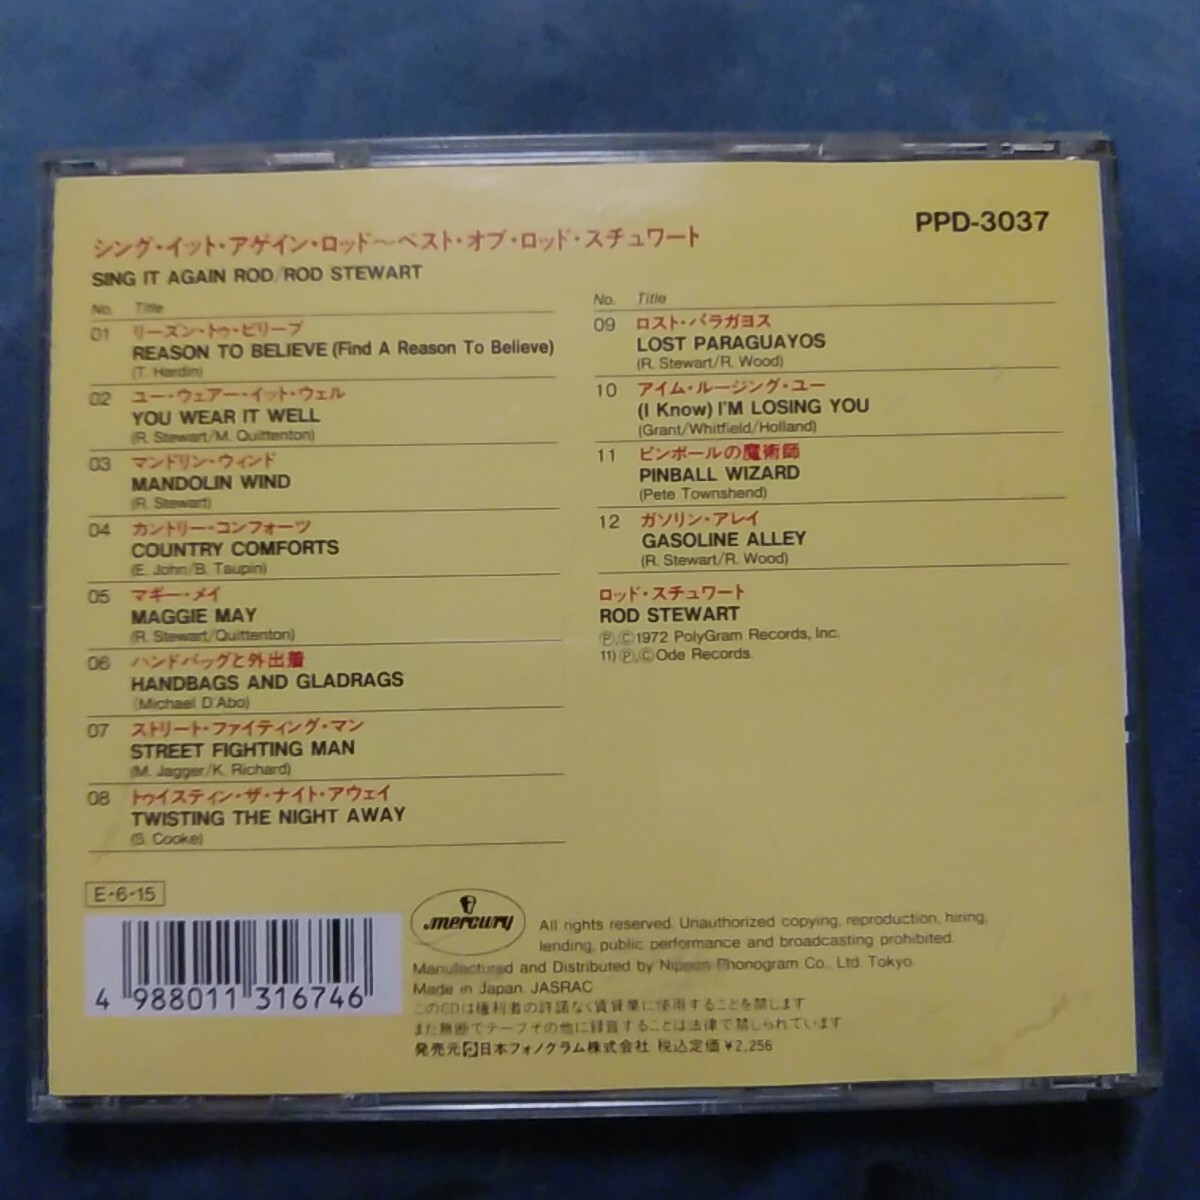 PPD-3037
シング・イット・アゲイン・ロッド〜ベスト・オブ・ロッド・スチュワート
SING IT AGAIN ROD/ROD STEWART
No. Title
01 リーズン・トゥ・ビリーブ
REASON TO BELIEVE (Find A Reason To Believe)
(T. Hardin)
02 ユー・ウェアー・イット・ウェル
YOU WEAR IT WELL
(R. Stewart/M. Quittenton)
03 マンドリン・ウィンド
MANDOLIN WIND
(R. Stewart)
04 カントリー・コンフォーツ
COUNTRY COMFORTS
(E. John/B. Taupin)
05 マギー・メイ
MAGGIE MAY
(R. Stewart/Quittenton)
06 ハンドバッグと外出着
HANDBAGS AND GLADRAGS
(Michael D'Abo)
07 ストリート・ファイティング・マン
STREET FIGHTING MAN
(M. Jagger/K. Richard)
08 トゥイスティン・ザ・ナイト・アウェイ
TWISTING THE NIGHT AWAY
(S. Cooke)
No. Title
09 ロスト・パラガヨス
LOST PARAGUAYOS
(R. Stewart/R. Wood)
10 アイム・ルージング・ユー
(I Know) I'M LOSING YOU
(Grant/Whitfield/Holland)
11 ピンボールの魔術師
PINBALL WIZARD
(Pete Townshend)
12 ガソリン・アレイ
GASOLINE ALLEY
(R. Stewart/R. Wood)
ロッド・スチュワート
ROD STEWART
Ⓟ,Ⓒ1972 PolyGram Records, Inc.
11) Ⓟ,Ⓒ Ode Records.
E-6-15
4 988011 316746
mercury
All rights reserved. Unauthorized copying, reproduction, hiring,
lending, public performance and broadcasting prohibited.
Manufactured and Distributed by Nippon Phonogram Co., Ltd. Tokyo.
Made in Japan. JASRAC
このCDは権利者の許諾なく賃貸業に使用することを禁じます
また無断でテープその他に録音することは法律で禁じられています
発売元 日本フォノグラム株式会社 税込定価 ¥2,256